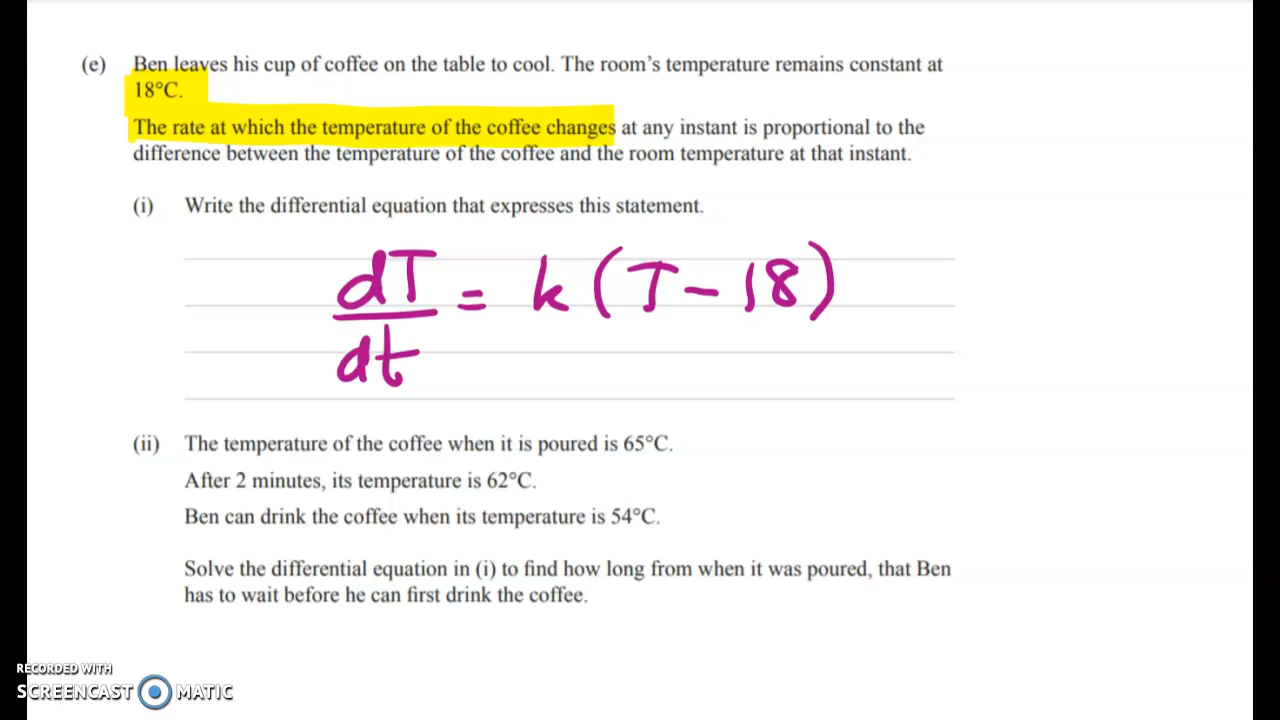 (e) Ben leaves his cup of coffee on the table to cool. The room's temperature remains constant at
18°C.
The rate at which the temperature of the coffee changes at any instant is proportional to the
difference between the temperature of the coffee and the room temperature at that instant.
(i) Write the differential equation that expresses this statement.
dT/dt = k (T - 18)
(ii) The temperature of the coffee when it is poured is 65°C.
After 2 minutes, its temperature is 62°C.
Ben can drink the coffee when its temperature is 54°C.
Solve the differential equation in (i) to find how long from when it was poured, that Ben
has to wait before he can first drink the coffee.
RECORDED WITH
SCREENCAST MATIC